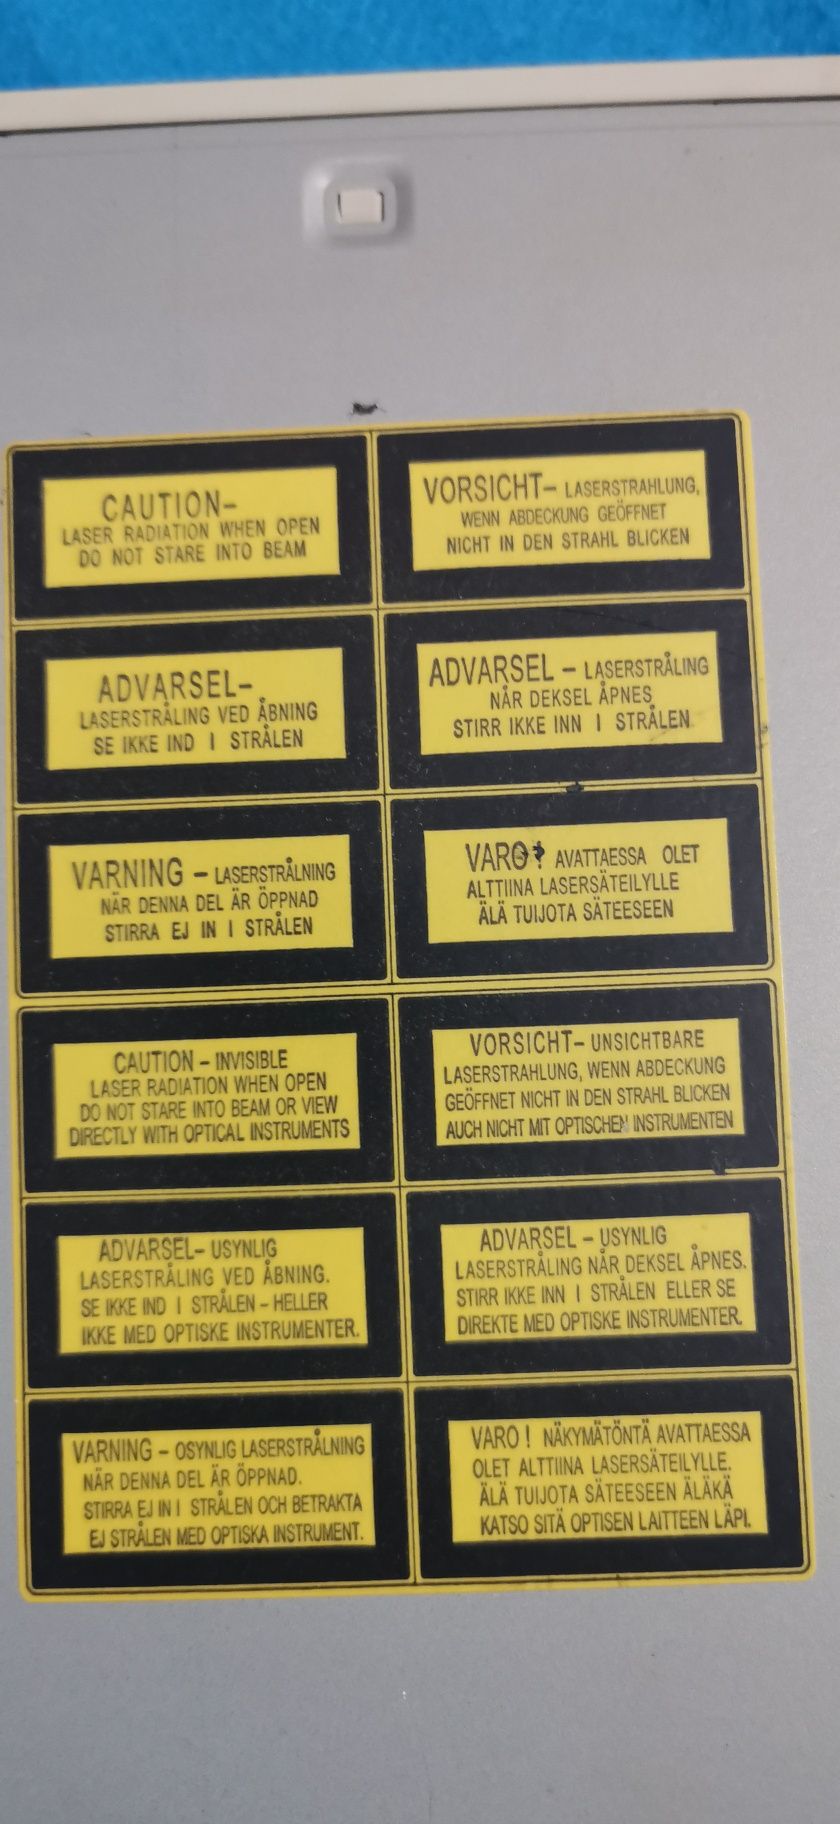 CAUTION–
LASER RADIATION WHEN OPEN
DO NOT STARE INTO BEAM
VORSICHT– LASERSTRAHLUNG,
WENN ABDECKUNG GEÖFFNET
NICHT IN DEN STRAHL BLICKEN
ADVARSEL–
LASERSTRÅLING VED ÅBNING
SE IKKE IND I STRÅLEN
ADVARSEL – LASERSTRÅLING
NÅR DEKSEL ÅPNES
STIRR IKKE INN I STRÅLEN
VARNING – LASERSTRÅLNING
NÄR DENNA DEL ÄR ÖPPNAD
STIRRA EJ IN I STRÅLEN
VARO! AVATTAESSA OLET
ALTTIINA LASERSÄTEILYLLE
ÄLÄ TUIJOTA SÄTEESEEN
CAUTION – INVISIBLE
LASER RADIATION WHEN OPEN
DO NOT STARE INTO BEAM OR VIEW
DIRECTLY WITH OPTICAL INSTRUMENTS
VORSICHT– UNSICHTBARE
LASERSTRAHLUNG, WENN ABDECKUNG
GEÖFFNET NICHT IN DEN STRAHL BLICKEN
AUCH NICHT MIT OPTISCHEN INSTRUMENTEN
ADVARSEL– USYNLIG
LASERSTRÅLING VED ÅBNING.
SE IKKE IND I STRÅLEN – HELLER
IKKE MED OPTISKE INSTRUMENTER.
ADVARSEL – USYNLIG
LASERSTRÅLING NÅR DEKSEL ÅPNES.
STIRR IKKE INN I STRÅLEN ELLER SE
DIREKTE MED OPTISKE INSTRUMENTER.
VARNING – OSYNLIG LASERSTRÅLNING
NÄR DENNA DEL ÄR ÖPPNAD.
STIRRA EJ IN I STRÅLEN OCH BETRAKTA
EJ STRÅLEN MED OPTISKA INSTRUMENT.
VARO! NÄKYMÄTÖNTÄ AVATTAESSA
OLET ALTTIINA LASERSÄTEILYLLE.
ÄLÄ TUIJOTA SÄTEESEEN ÄLÄKÄ
KATSO SITÄ OPTISEN LAITTEEN LÄPI.